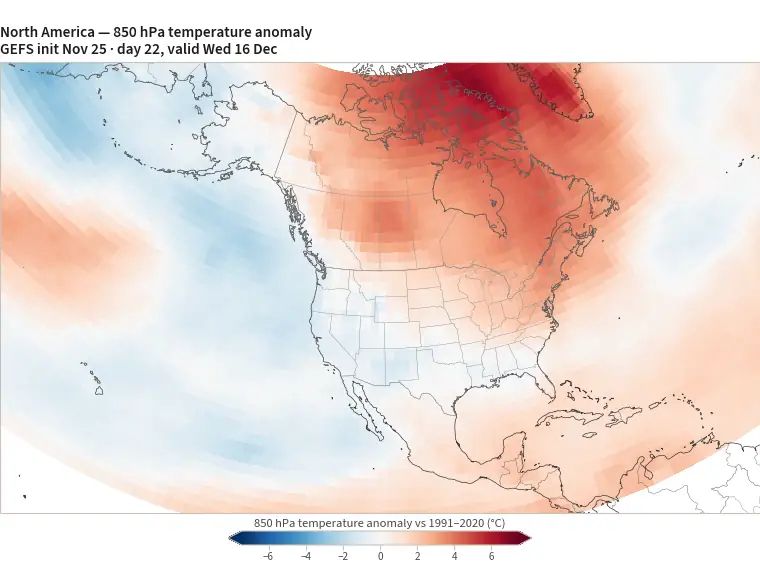 North America — 850 hPa temperature anomaly
GEFS init Nov 25 · day 22, valid Wed 16 Dec
850 hPa temperature anomaly vs 1991–2020 (°C)
−6 −4 −2 0 2 4 6